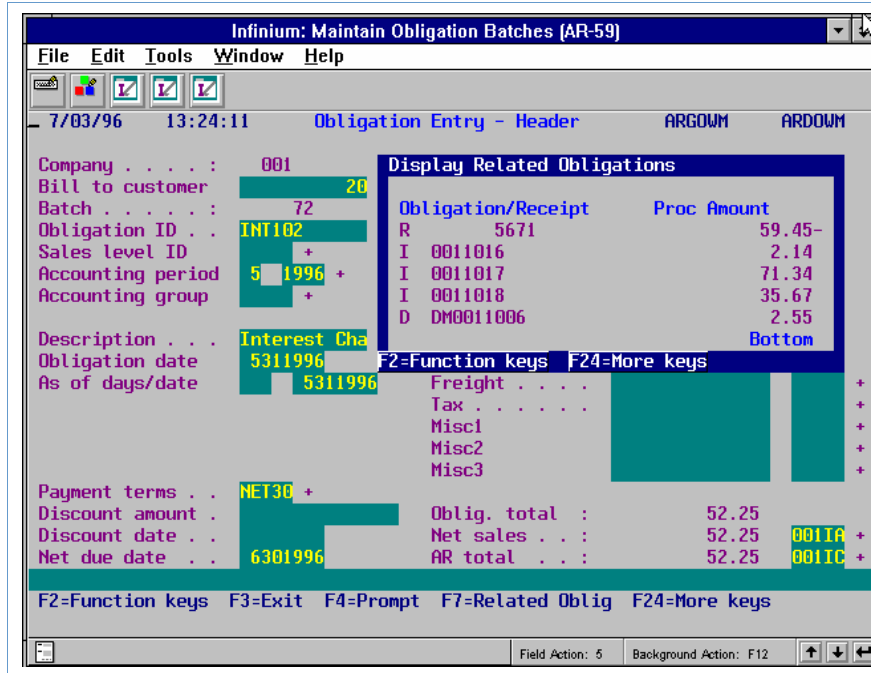 Infinium: Maintain Obligation Batches (AR-59)
File Edit Tools Window Help
7/03/96 13:24:11 Obligation Entry - Header ARGOWM ARDOWM
Company . . . . : 001 Display Related Obligations
Bill to customer 20
Batch . . . . . : 72 Obligation/Receipt Proc Amount
Obligation ID . . INT102 R 5671 59.45-
Sales level ID + I 0011016 2.14
Accounting period 5 1996 + I 0011017 71.34
Accounting group + I 0011018 35.67
D DM0011006 2.55
Description . . . Interest Cha Bottom
Obligation date 5311996 F2=Function keys F24=More keys
As of days/date 5311996 Freight . . . . +
Tax . . . . . . +
Misc1 +
Misc2 +
Misc3 +
Payment terms . . NET30 +
Discount amount . Oblig. total : 52.25
Discount date . . Net sales . . : 52.25 001IA +
Net due date . . 6301996 AR total . . . : 52.25 001IC +
F2=Function keys F3=Exit F4=Prompt F7=Related Oblig F24=More keys
Field Action: 5 Background Action: F12